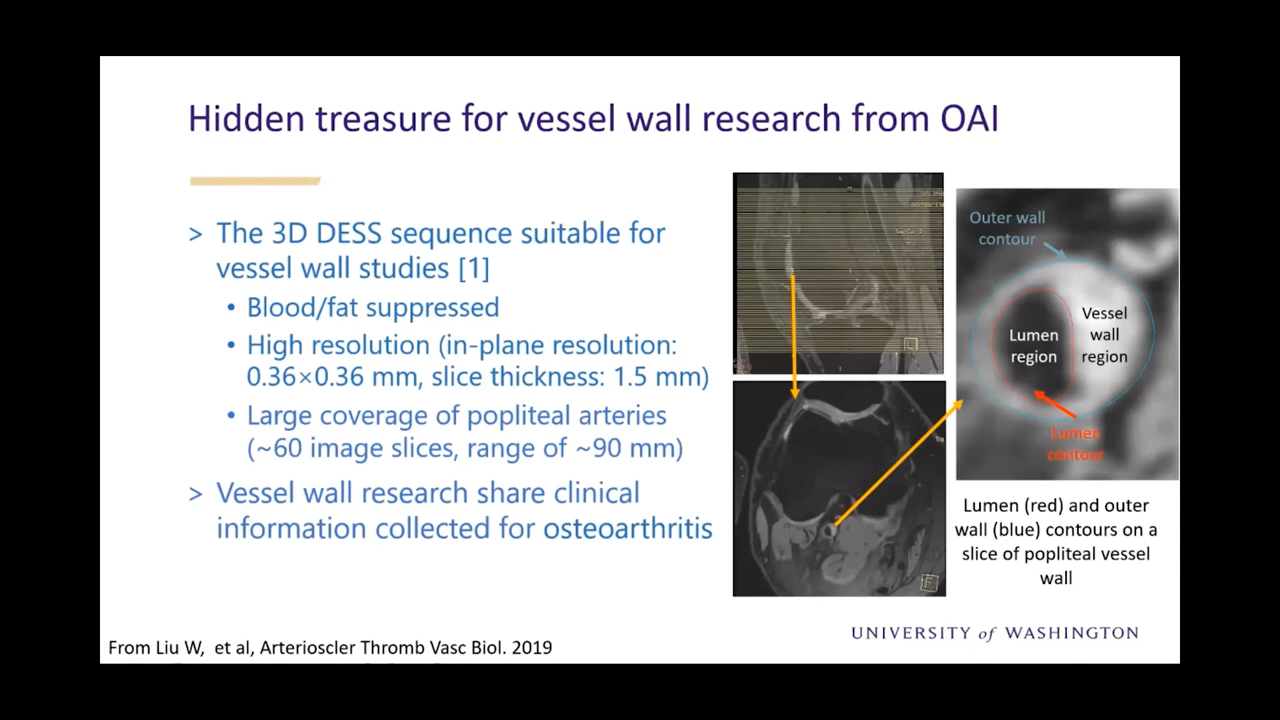 Hidden treasure for vessel wall research from OAI
> The 3D DESS sequence suitable for
vessel wall studies [1]
• Blood/fat suppressed
• High resolution (in-plane resolution:
0.36×0.36 mm, slice thickness: 1.5 mm)
• Large coverage of popliteal arteries
(~60 image slices, range of ~90 mm)
> Vessel wall research share clinical
information collected for osteoarthritis
Outer wall
contour
Vessel
wall
region
Lumen
region
Lumen
contour
Lumen (red) and outer
wall (blue) contours on a
slice of popliteal vessel
wall
UNIVERSITY of WASHINGTON
From Liu W, et al, Arterioscler Thromb Vasc Biol. 2019